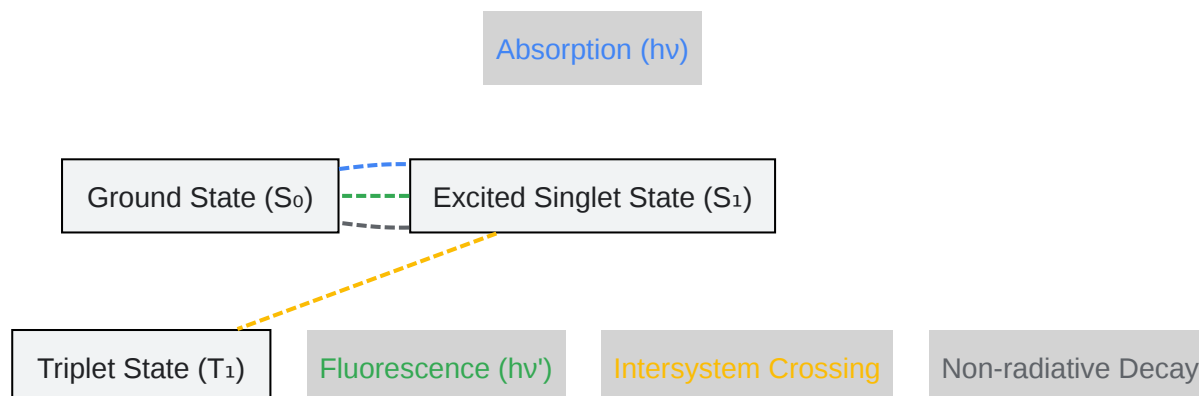 Absorption (hν)
Ground State (S₀)
Excited Singlet State (S₁)
Triplet State (T₁)
Fluorescence (hν')
Intersystem Crossing
Non-radiative Decay